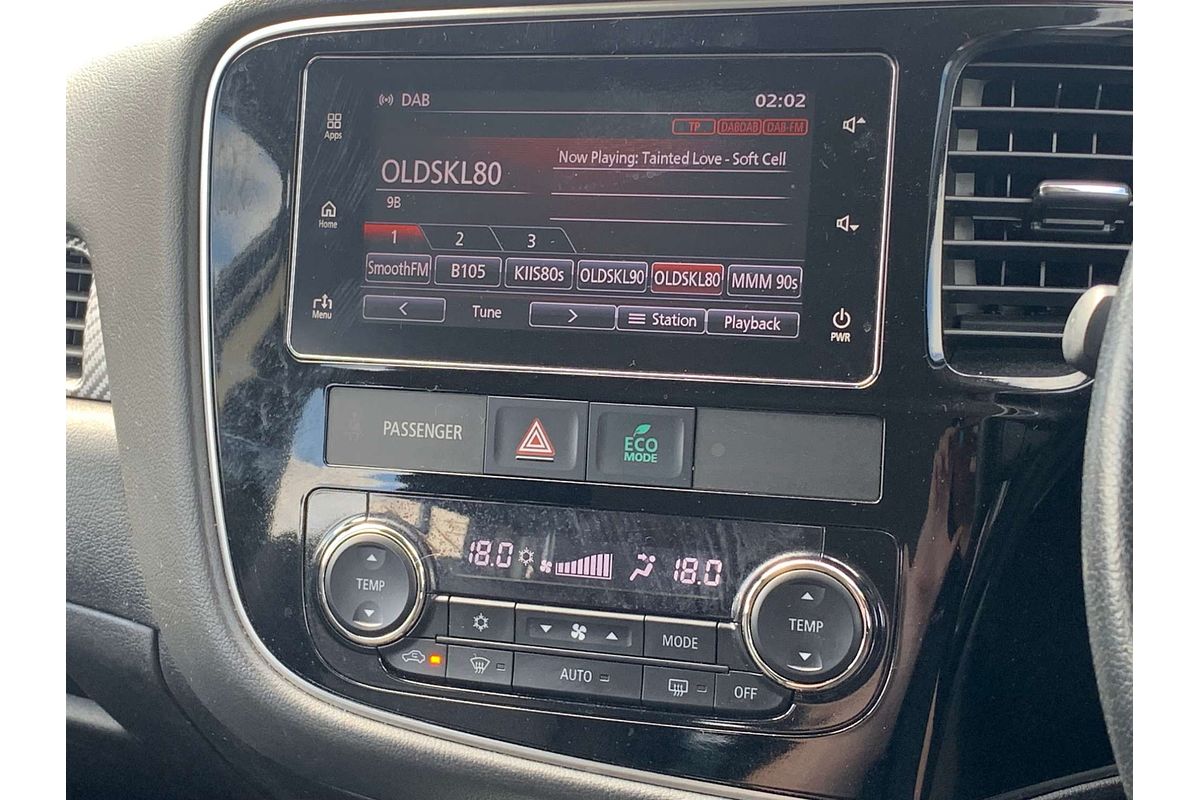 DAB
02:02
TP DABDAB DAB-FM
Apps
OLDSKL80
Now Playing: Tainted Love - Soft Cell
9B
Home
1 2 3
SmoothFM B105 KIIS80s OLDSKL90 OLDSKL80 MMM 90s
Menu
< Tune > Station Playback
PWR
PASSENGER
ECO
MODE
18.0 18.0
TEMP
TEMP
MODE
AUTO
OFF